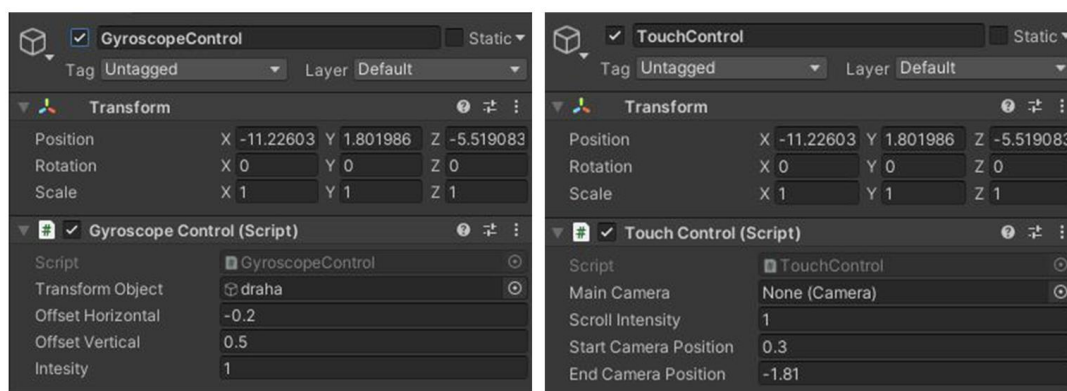 GyroscopeControl Static
Tag Untagged Layer Default
Transform
Position X -11.22603 Y 1.801986 Z -5.519083
Rotation X 0 Y 0 Z 0
Scale X 1 Y 1 Z 1
Gyroscope Control (Script)
Script GyroscopeControl
Transform Object draha
Offset Horizontal -0.2
Offset Vertical 0.5
Intesity 1
TouchControl Static
Tag Untagged Layer Default
Transform
Position X -11.22603 Y 1.801986 Z -5.519083
Rotation X 0 Y 0 Z 0
Scale X 1 Y 1 Z 1
Touch Control (Script)
Script TouchControl
Main Camera None (Camera)
Scroll Intensity 1
Start Camera Position 0.3
End Camera Position -1.81